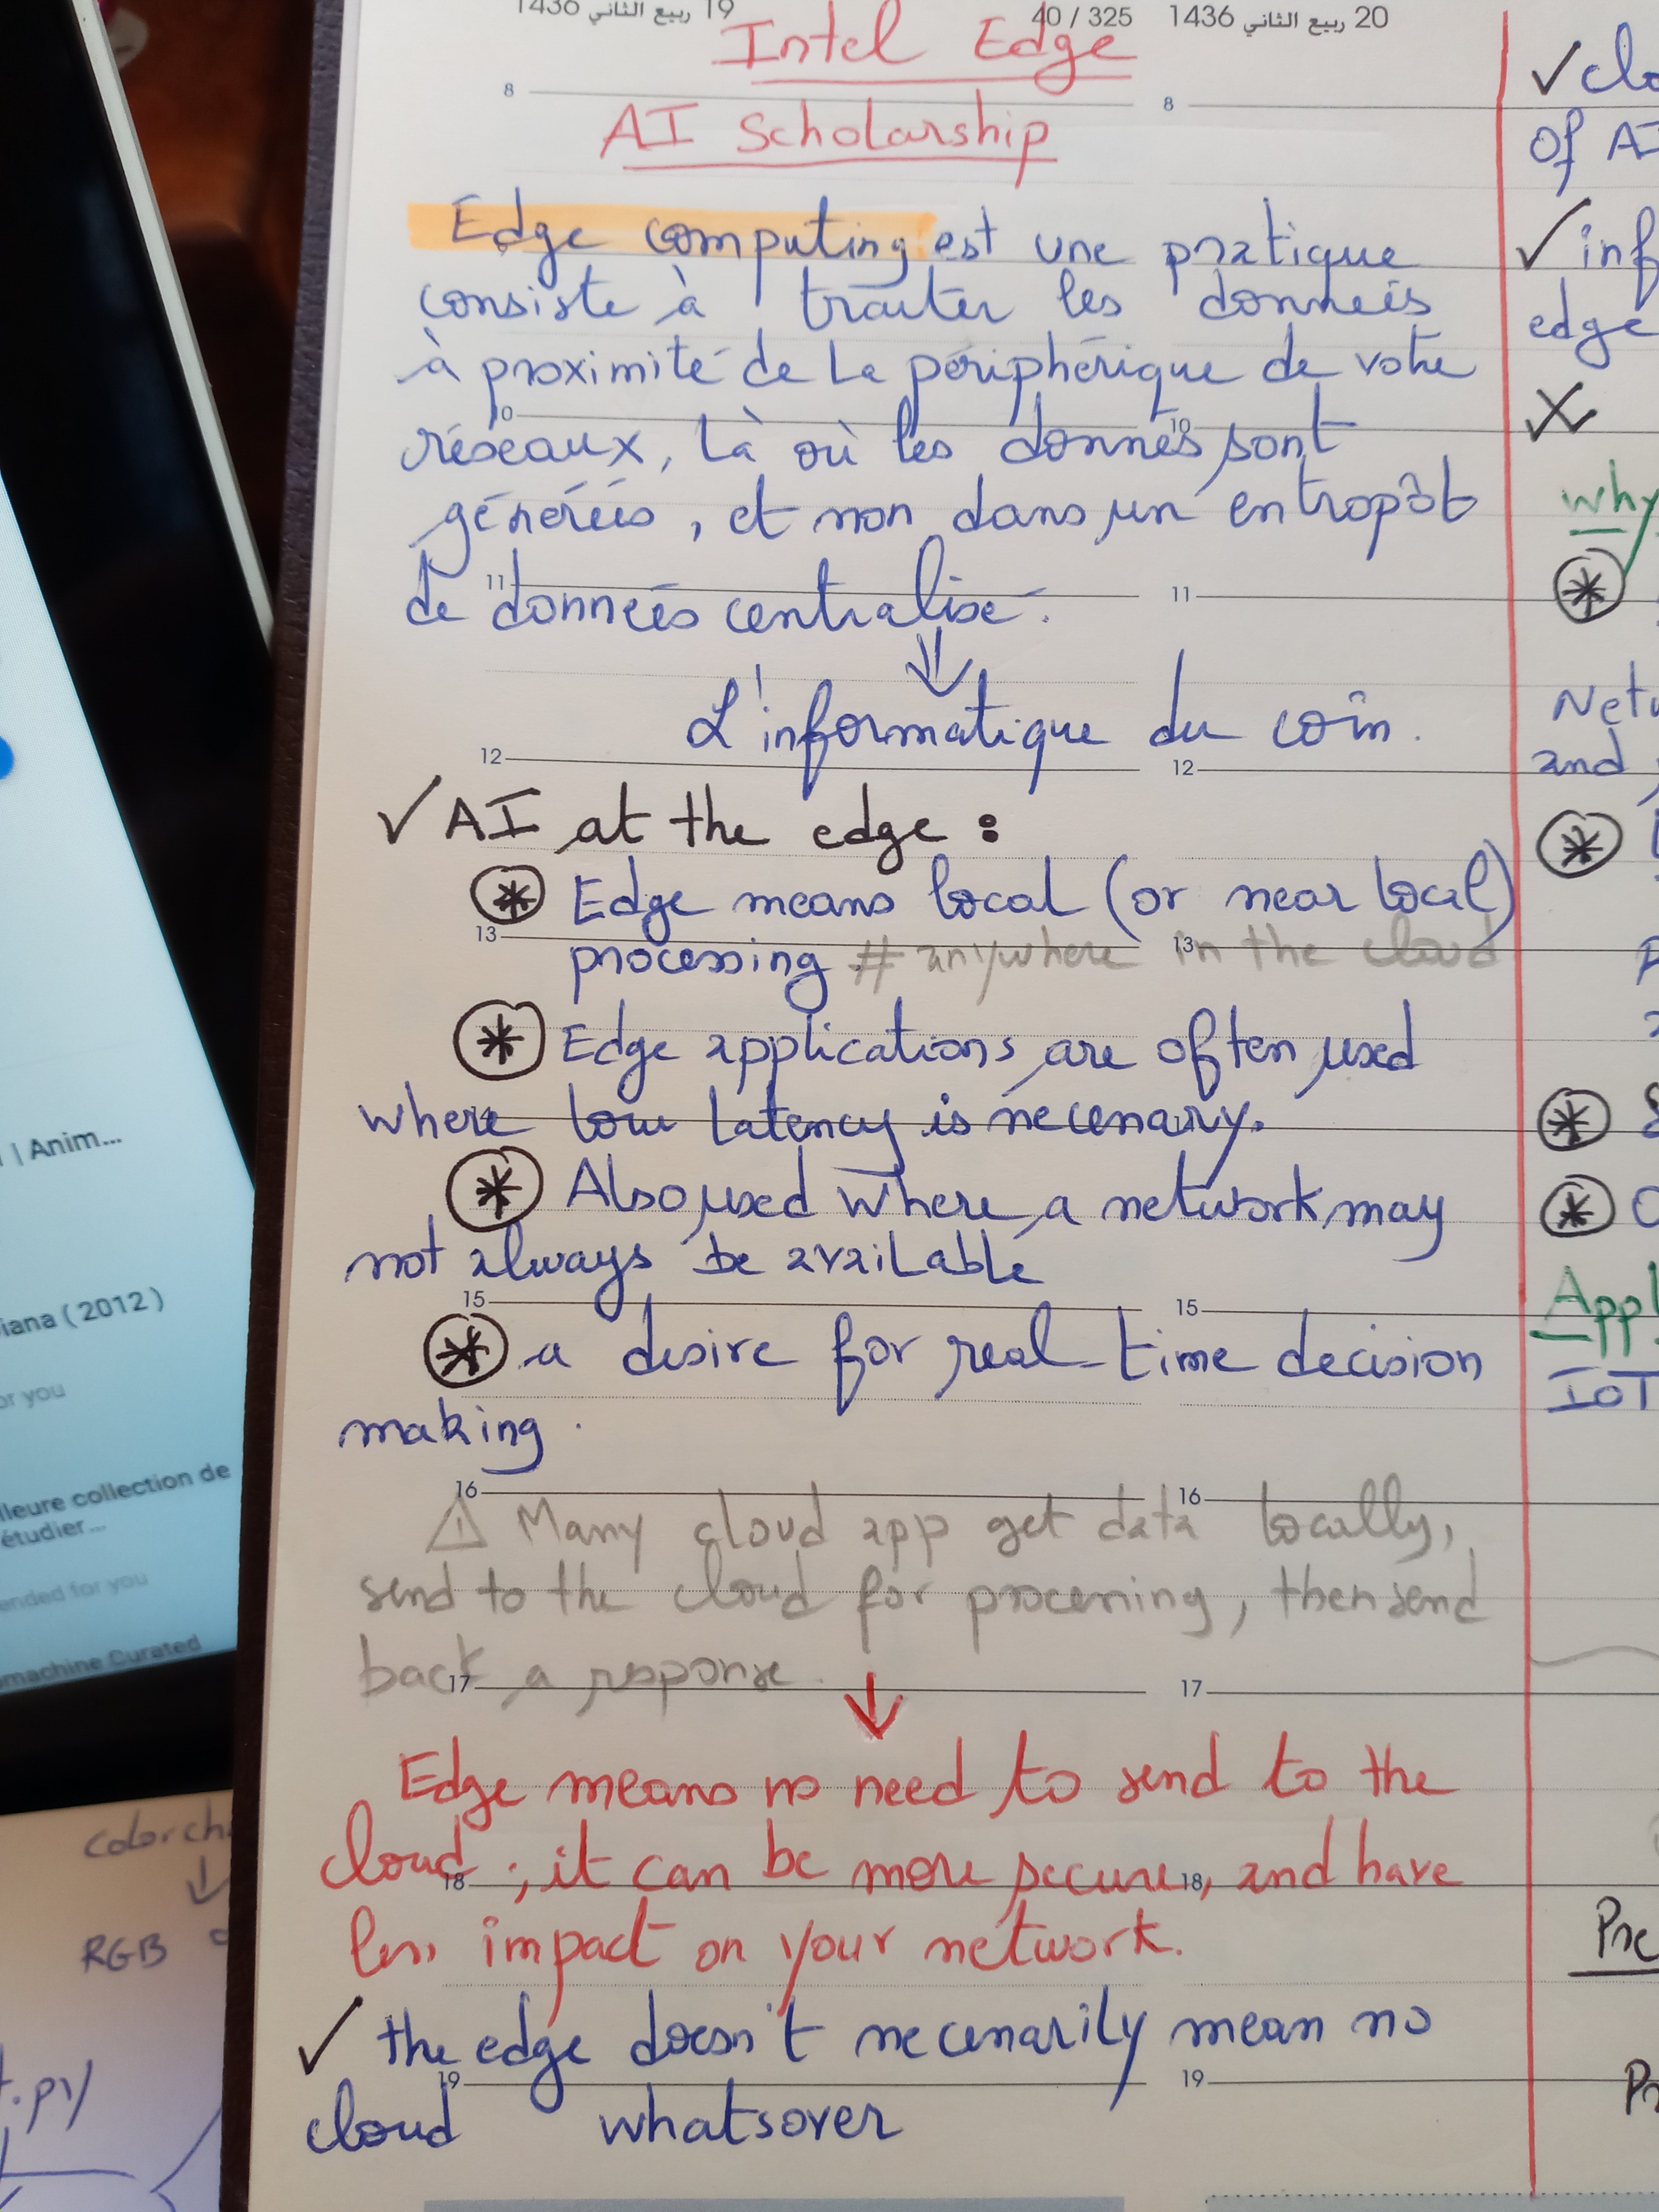 19 ربيع الثاني 1436
40 / 325
20 ربيع الثاني 1436
Intel Edge
8 8
AI Scholarship
Edge computing est une pratique
consiste à traiter les donneés
à proximité de La périphérique de votre
10 10
réseaux, Là où les donnés sont
généreés, et non dans un entropôt
11 11
de donneés centralisé.
↓
L'informatique du coin.
12 12
✓ AI at the edge :
⊛ Edge means local (or near local)
13 13
processing # anywhere in the cloud
⊛ Edge applications are often used
14
where low latency is necessary.
⊛ Also used where a network may
not always be available
15 15
⊛ a desire for real-time decision
making.
16 16
⚠ Many cloud app get data locally,
send to the cloud for processing, then send
back a response.
17 17
↓
Edge means no need to send to the
cloud; it can be more secure, and have
18 18
less impact on your network.
✓ the edge doesn't necessarily mean no
19 19
cloud whatsover
✓
of AI
✓ inf
edge
X
Why
⊛
and
⊛
⊛
⊛
App
IoT
| Anim...
iana (2012)
or you
lleure collection de
étudier...
ended for you
machine Curated
Color ch
↓
RGB
.py